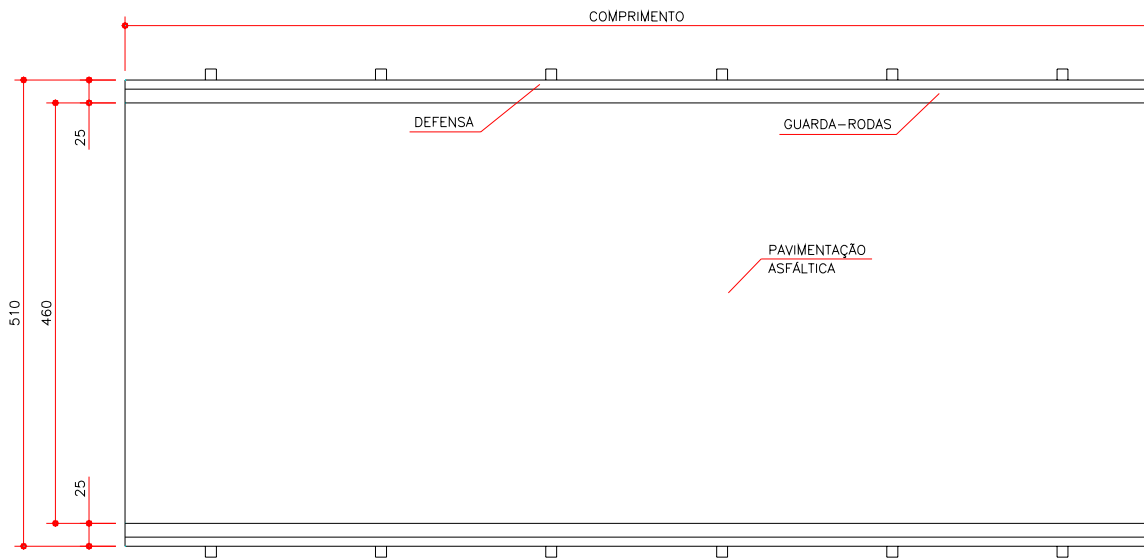 COMPRIMENTO
DEFENSA
GUARDA-RODAS
25
PAVIMENTAÇÃO
ASFÁLTICA
510
460
25